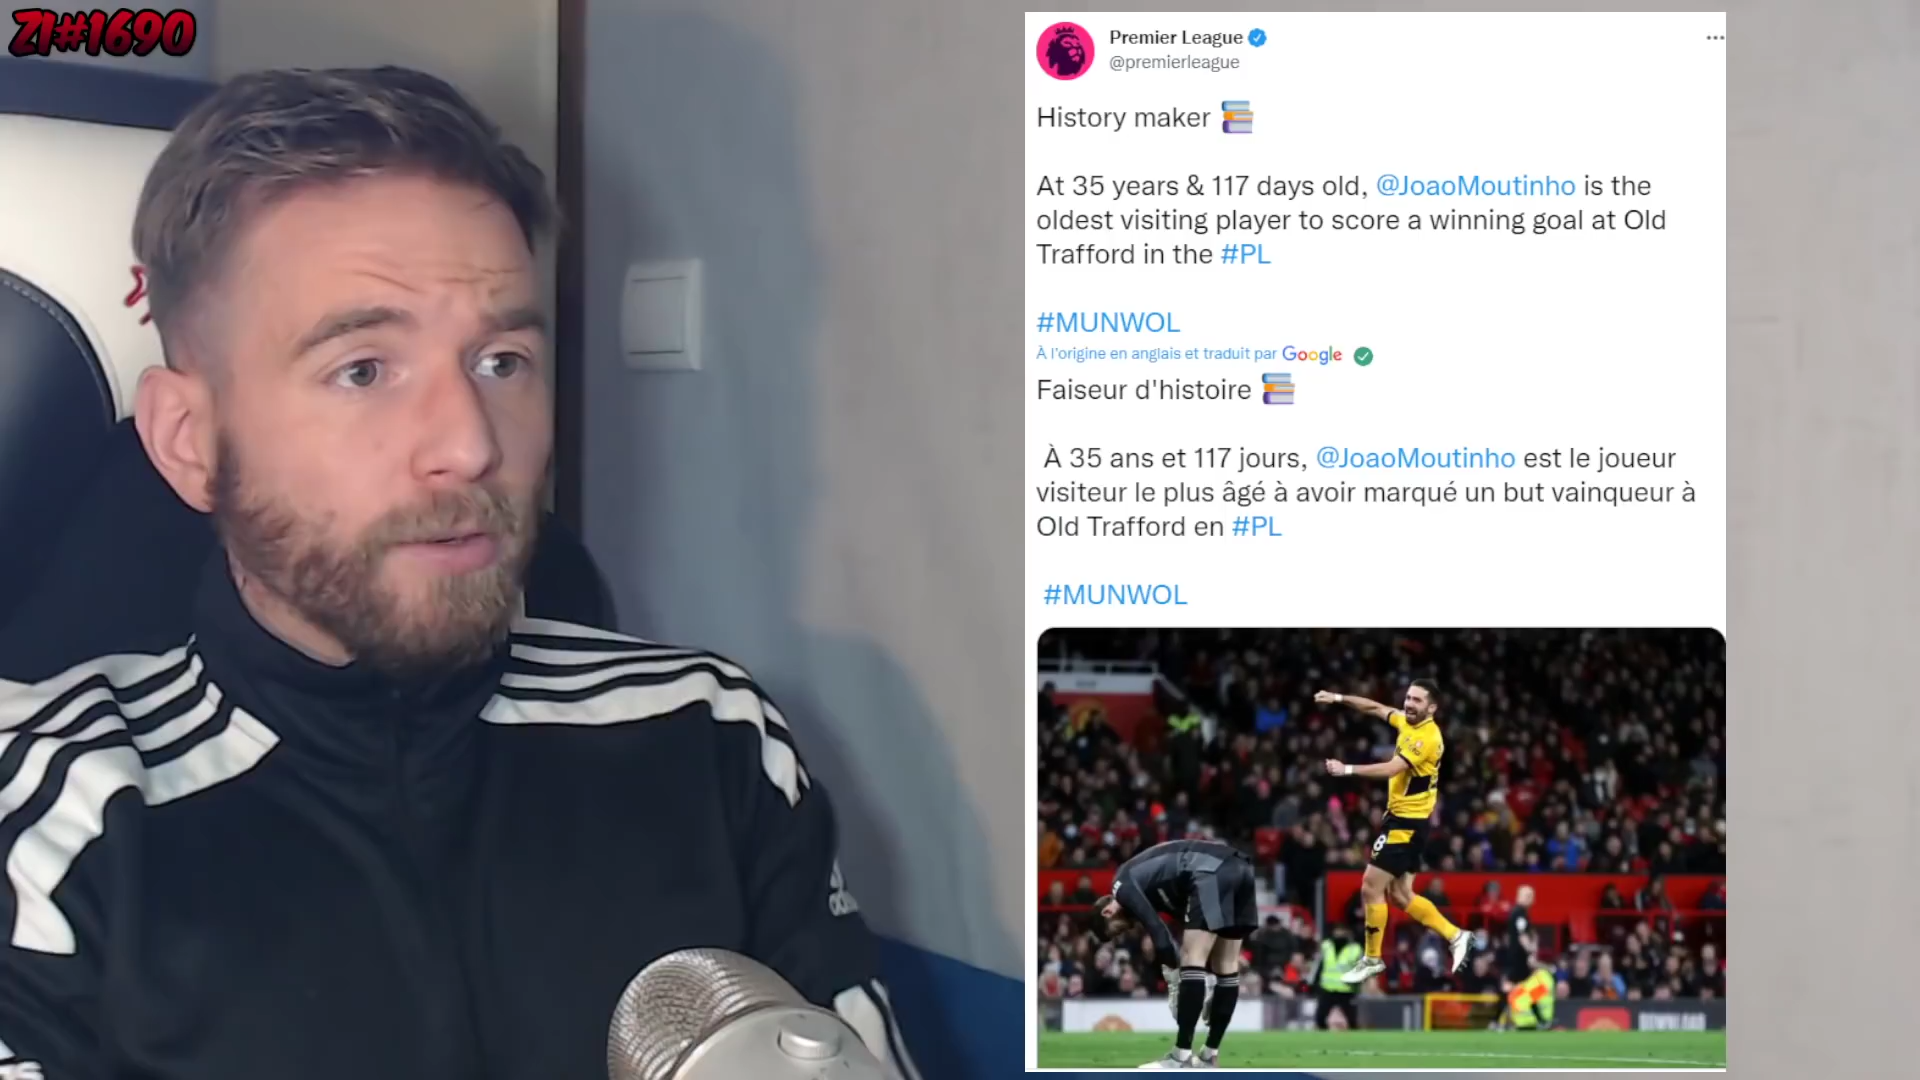 ZI#1690
Premier League
@premierleague
History maker
At 35 years & 117 days old, @JoaoMoutinho is the
oldest visiting player to score a winning goal at Old
Trafford in the #PL
#MUNWOL
À l'origine en anglais et traduit par Google
Faiseur d'histoire
À 35 ans et 117 jours, @JoaoMoutinho est le joueur
visiteur le plus âgé à avoir marqué un but vainqueur à
Old Trafford en #PL
#MUNWOL
8